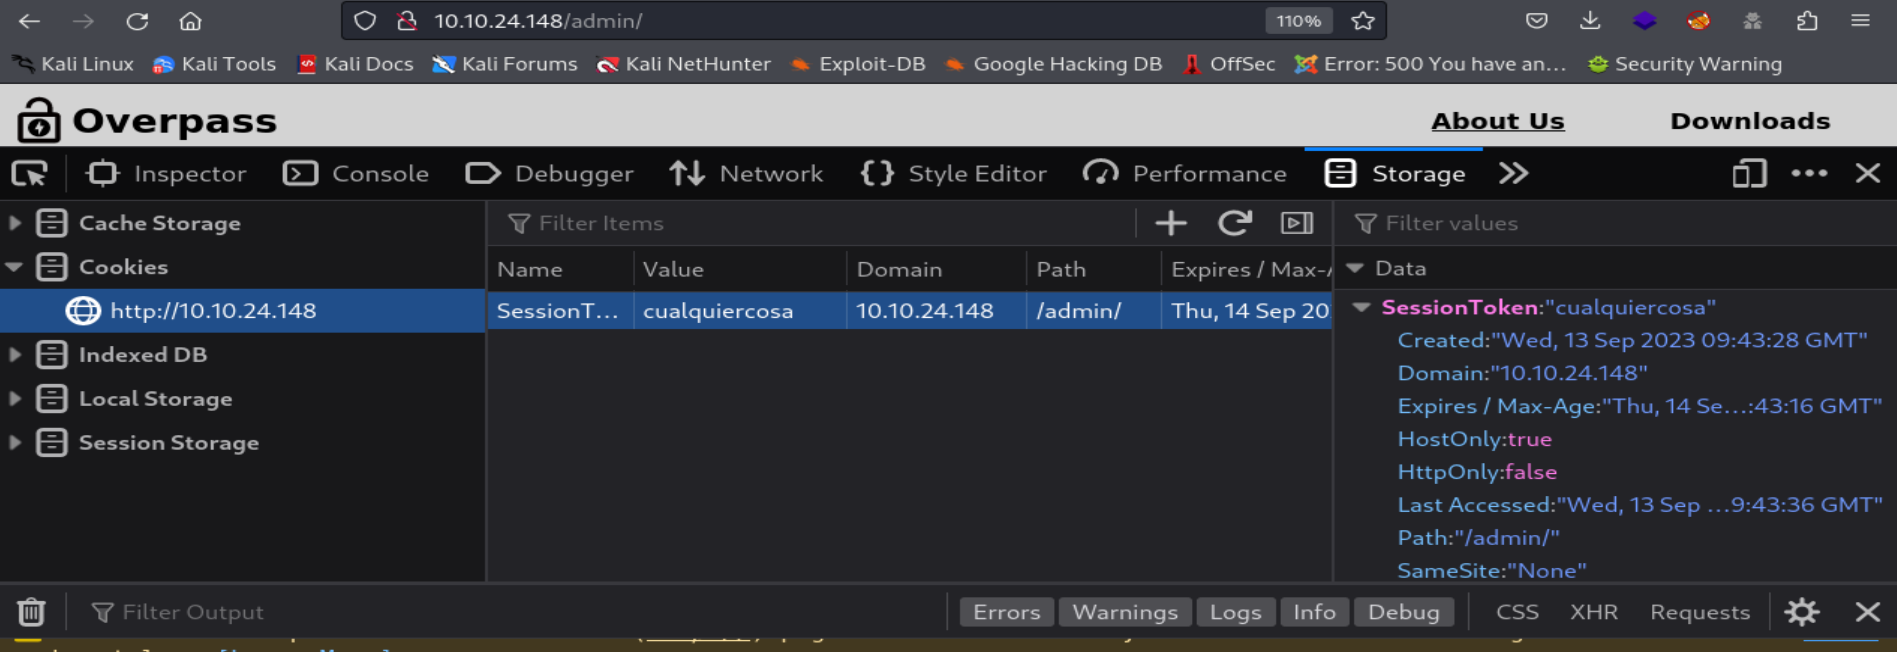 10.10.24.148/admin/ 110%
Kali Linux Kali Tools Kali Docs Kali Forums Kali NetHunter Exploit-DB Google Hacking DB OffSec Error: 500 You have an… Security Warning
Overpass About Us Downloads
Inspector Console Debugger Network Style Editor Performance Storage
Cache Storage
Cookies
http://10.10.24.148
Indexed DB
Local Storage
Session Storage
Filter Items
Name Value Domain Path Expires / Max-A
SessionT… cualquiercosa 10.10.24.148 /admin/ Thu, 14 Sep 20
Filter values
Data
SessionToken:"cualquiercosa"
Created:"Wed, 13 Sep 2023 09:43:28 GMT"
Domain:"10.10.24.148"
Expires / Max-Age:"Thu, 14 Se…:43:16 GMT"
HostOnly:true
HttpOnly:false
Last Accessed:"Wed, 13 Sep …9:43:36 GMT"
Path:"/admin/"
SameSite:"None"
Filter Output Errors Warnings Logs Info Debug CSS XHR Requests